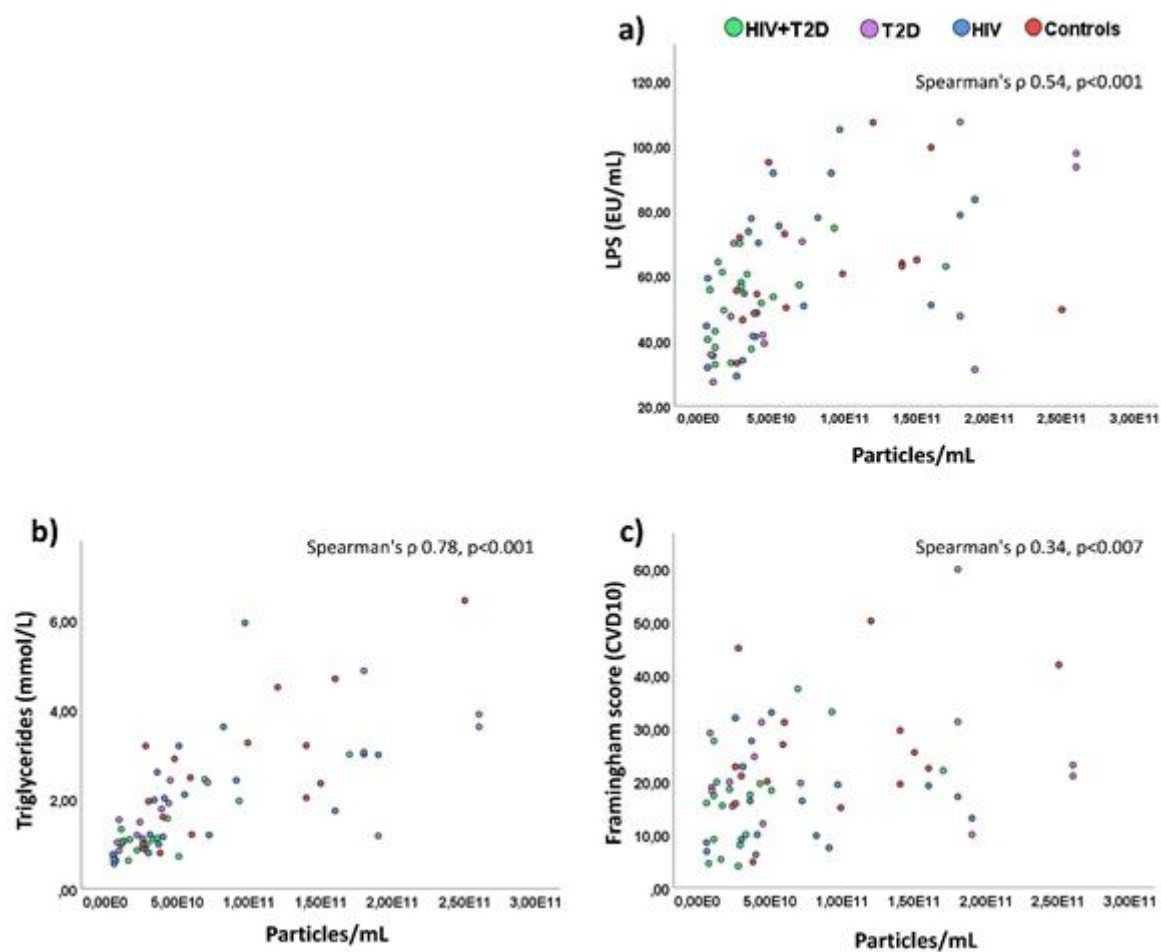 a) HIV+T2D T2D HIV Controls
Spearman's ρ 0.54, p<0.001
LPS (EU/mL)
120,00
100,00
80,00
60,00
40,00
20,00
0,00E0 5,00E10 1,00E11 1,50E11 2,00E11 2,50E11 3,00E11
Particles/mL
b)
Spearman's ρ 0.78, p<0.001
Triglycerides (mmol/L)
6,00
4,00
2,00
,00
0,00E0 5,00E10 1,00E11 1,50E11 2,00E11 2,50E11 3,00E11
Particles/mL
c)
Spearman's ρ 0.34, p<0.007
Framingham score (CVD10)
60,00
50,00
40,00
30,00
20,00
10,00
,00
0,00E0 5,00E10 1,00E11 1,50E11 2,00E11 2,50E11 3,00E11
Particles/mL